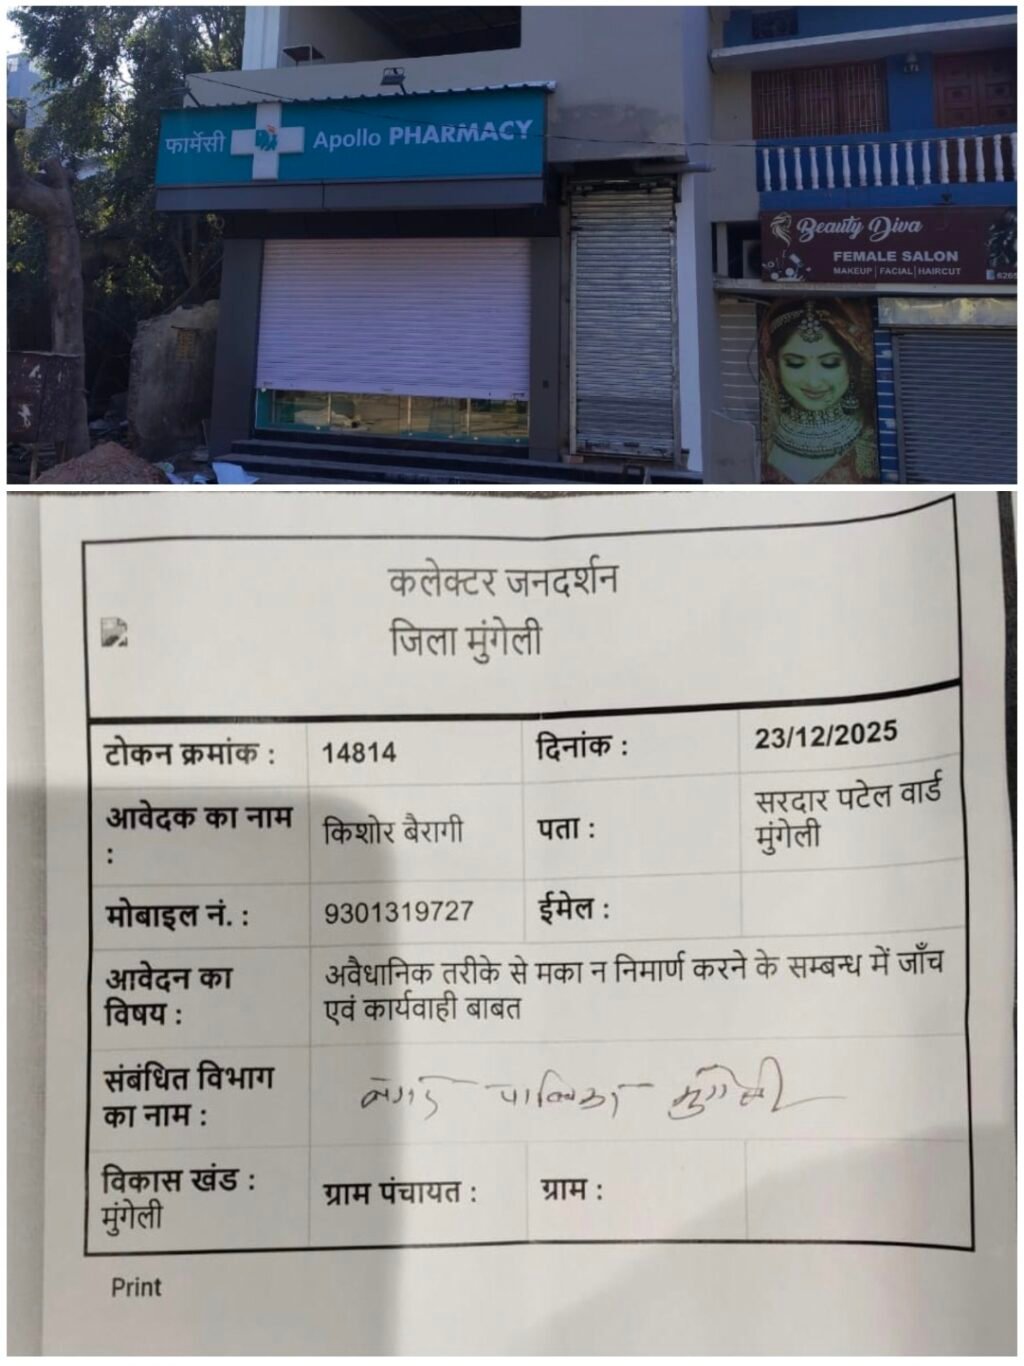 फार्मेसी Apollo PHARMACY
Beauty Diva
FEMALE SALON
MAKEUP | FACIAL | HAIRCUT
6265
कलेक्टर जनदर्शन
जिला मुंगेली
टोकन क्रमांक : 14814 दिनांक : 23/12/2025
आवेदक का नाम : किशोर बैरागी पता : सरदार पटेल वार्ड
मुंगेली
मोबाइल नं. : 9301319727 ईमेल :
आवेदन का
विषय :
अवैधानिक तरीके से मका न निमार्ण करने के सम्बन्ध में जाँच
एवं कार्यवाही बाबत
संबंधित विभाग
का नाम :
नगर पालिका मुंगेली
विकास खंड :
मुंगेली
ग्राम पंचायत : ग्राम :
Print